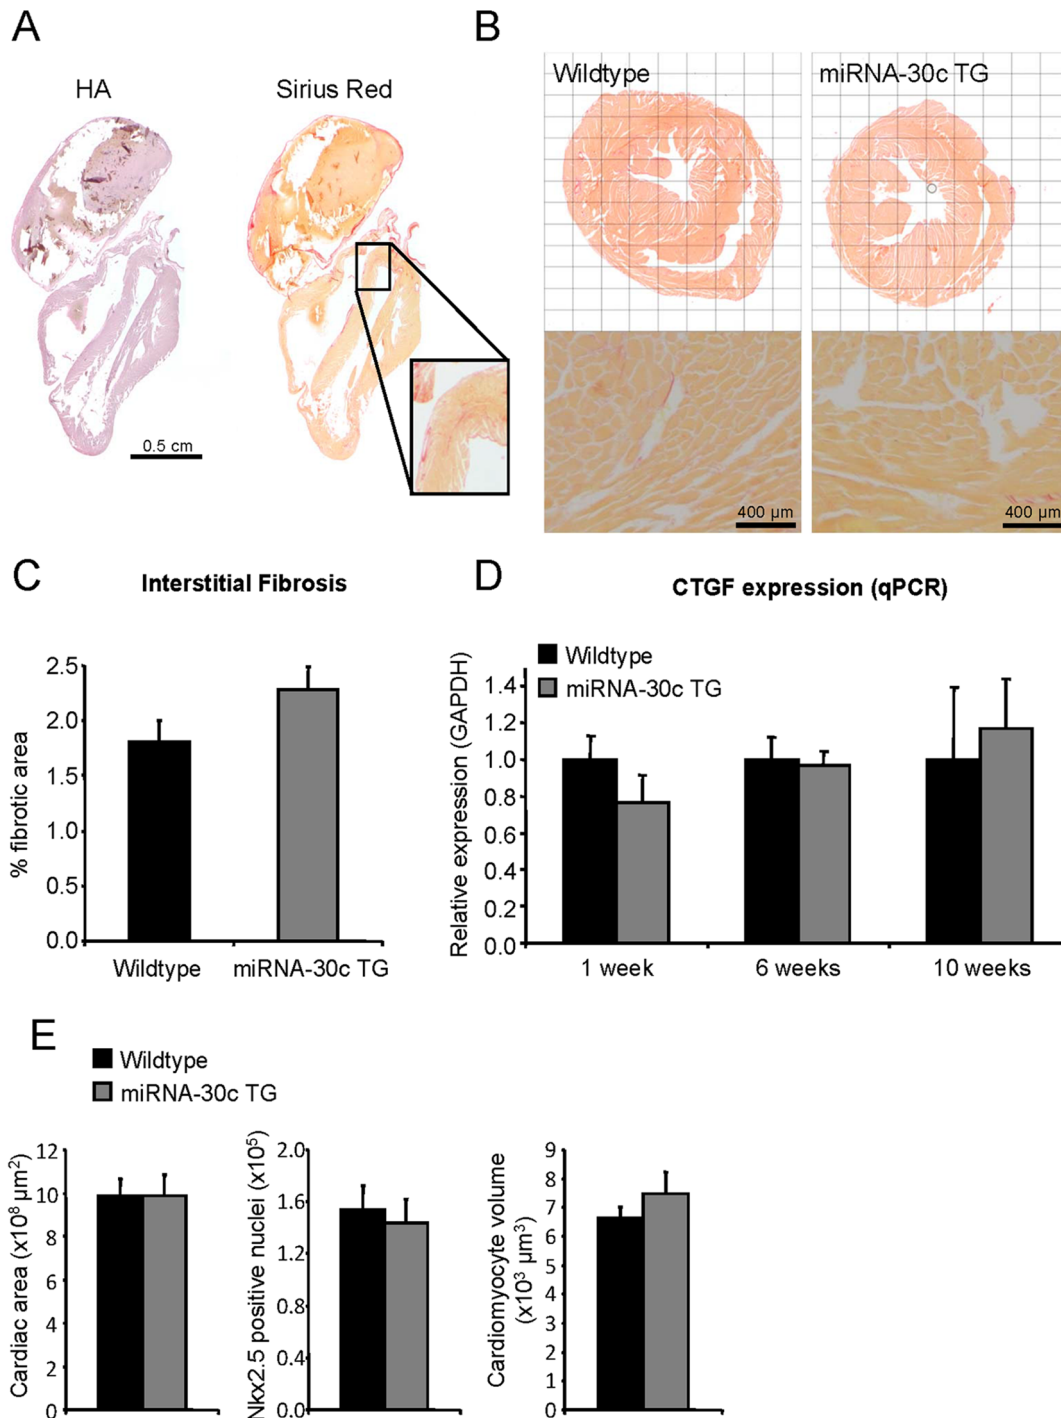 A
HA
Sirius Red
0.5 cm
B
Wildtype
miRNA-30c TG
400 µm
400 µm
C
Interstitial Fibrosis
% fibrotic area
2.5
2.0
1.5
1.0
0.5
0.0
Wildtype
miRNA-30c TG
D
CTGF expression (qPCR)
Wildtype
miRNA-30c TG
Relative expression (GAPDH)
1.4
1.2
1.0
0.8
0.6
0.4
0.2
0.0
1 week
6 weeks
10 weeks
E
Wildtype
miRNA-30c TG
Cardiac area (x10⁸ µm²)
12
10
8
6
4
2
0
Nkx2.5 positive nuclei (x10⁵)
2.0
1.6
1.2
0.8
0.4
0.0
Cardiomyocyte volume
(x10³ µm³)
9
8
7
6
5
4
3
2
1
0